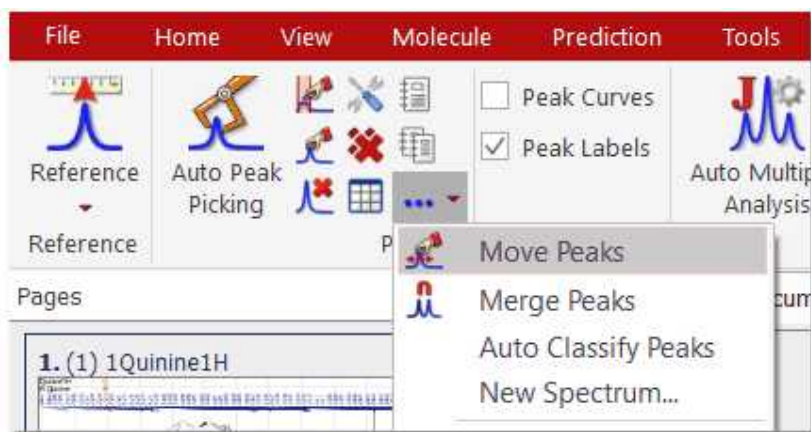 File Home View Molecule Prediction Tools
Reference
Auto Peak
Picking
Peak Curves
Peak Labels
Auto Multip
Analysis
Reference
P
Move Peaks
Merge Peaks
Auto Classify Peaks
New Spectrum...
Pages
cum
1. (1) 1Quinine1H